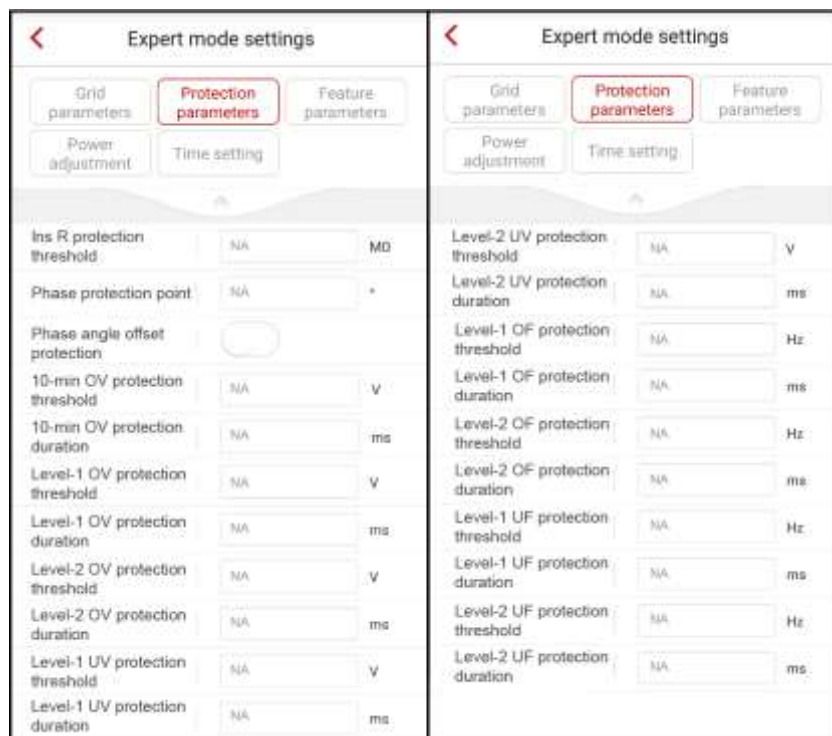 Expert mode settings
Grid
parameters
Protection
parameters
Feature
parameters
Power
adjustment
Time setting
Ins R protection
threshold
NA
MΩ
Phase protection point
NA
°
Phase angle offset
protection
10-min OV protection
threshold
NA
V
10-min OV protection
duration
NA
ms
Level-1 OV protection
threshold
NA
V
Level-1 OV protection
duration
NA
ms
Level-2 OV protection
threshold
NA
V
Level-2 OV protection
duration
NA
ms
Level-1 UV protection
threshold
NA
V
Level-1 UV protection
duration
NA
ms
Expert mode settings
Grid
parameters
Protection
parameters
Feature
parameters
Power
adjustment
Time setting
Level-2 UV protection
threshold
NA
V
Level-2 UV protection
duration
NA
ms
Level-1 OF protection
threshold
NA
Hz
Level-1 OF protection
duration
NA
ms
Level-2 OF protection
threshold
NA
Hz
Level-2 OF protection
duration
NA
ms
Level-1 UF protection
threshold
NA
Hz
Level-1 UF protection
duration
NA
ms
Level-2 UF protection
threshold
NA
Hz
Level-2 UF protection
duration
NA
ms